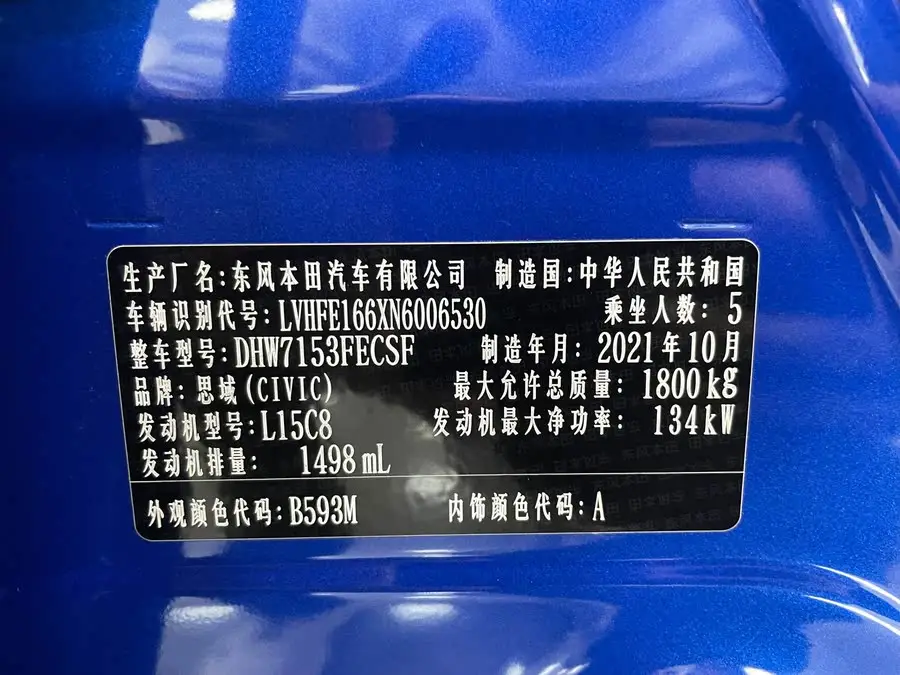 生产厂名:东风本田汽车有限公司 制造国:中华人民共和国
车辆识别代号:LVHFE166XN6006530 乘坐人数: 5
整车型号:DHW7153FECSF 制造年月: 2021年10月
品牌: 思域(CIVIC) 最大允许总质量: 1800kg
发动机型号:L15C8 发动机最大净功率: 134kW
发动机排量: 1498mL
外观颜色代码:B593M 内饰颜色代码:A